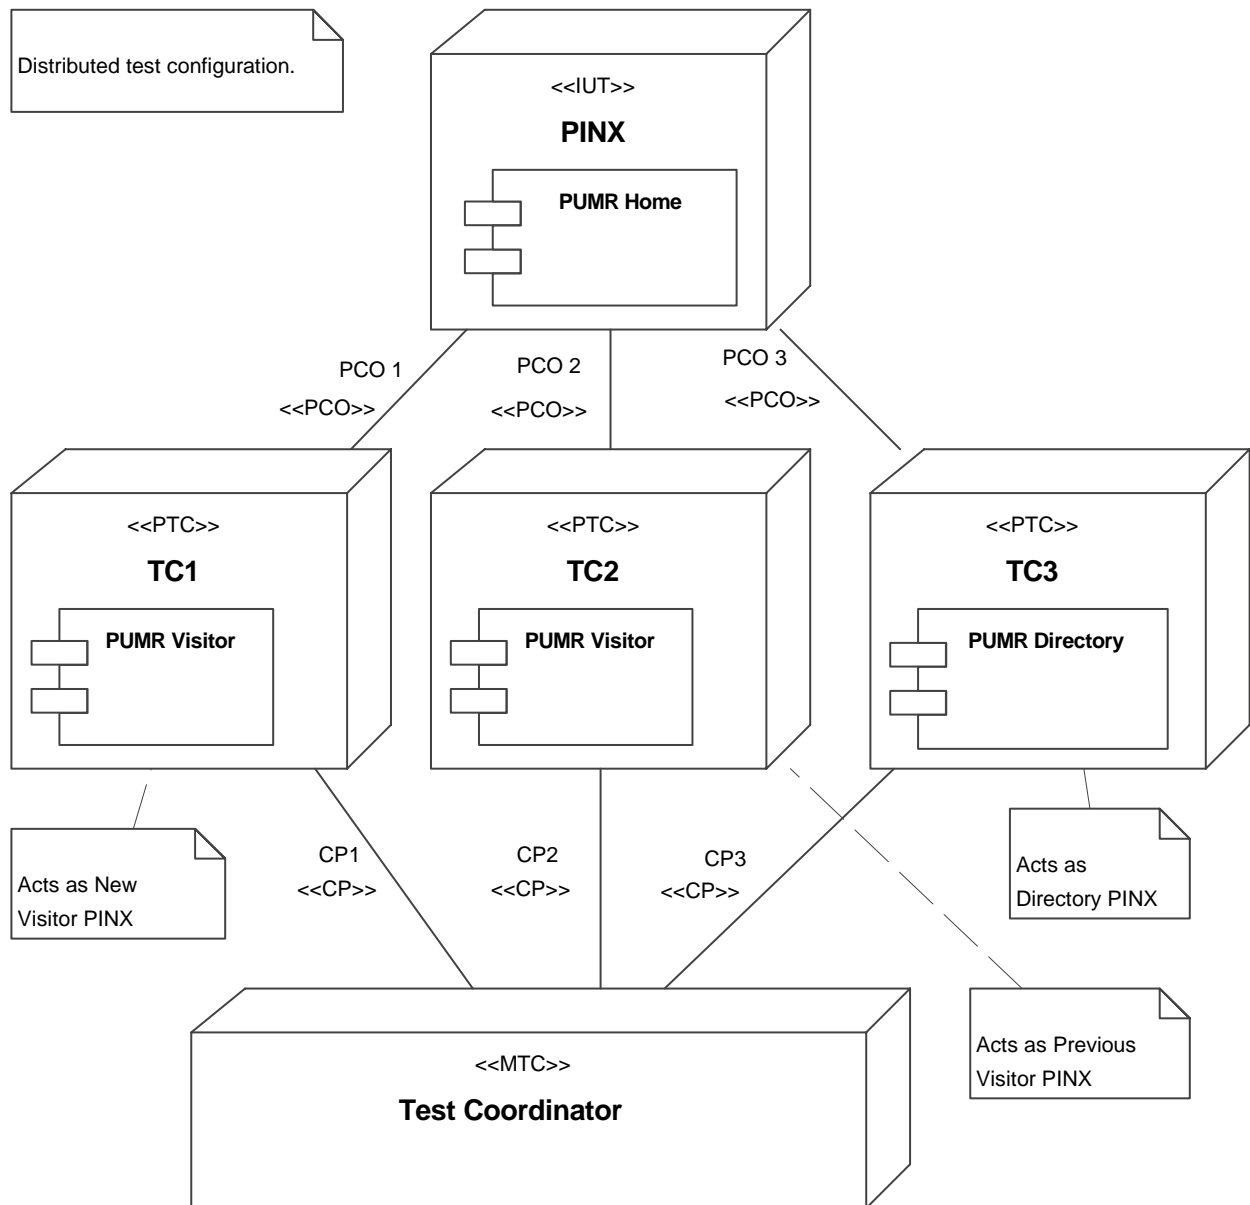 Distributed test configuration.
<<IUT>>
PINX
PUMR Home
PCO 1
<<PCO>>
PCO 2
<<PCO>>
PCO 3
<<PCO>>
<<PTC>>
TC1
PUMR Visitor
<<PTC>>
TC2
PUMR Visitor
<<PTC>>
TC3
PUMR Directory
Acts as New
Visitor PINX
CP1
<<CP>>
CP2
<<CP>>
CP3
<<CP>>
Acts as
Directory PINX
Acts as Previous
Visitor PINX
<<MTC>>
Test Coordinator